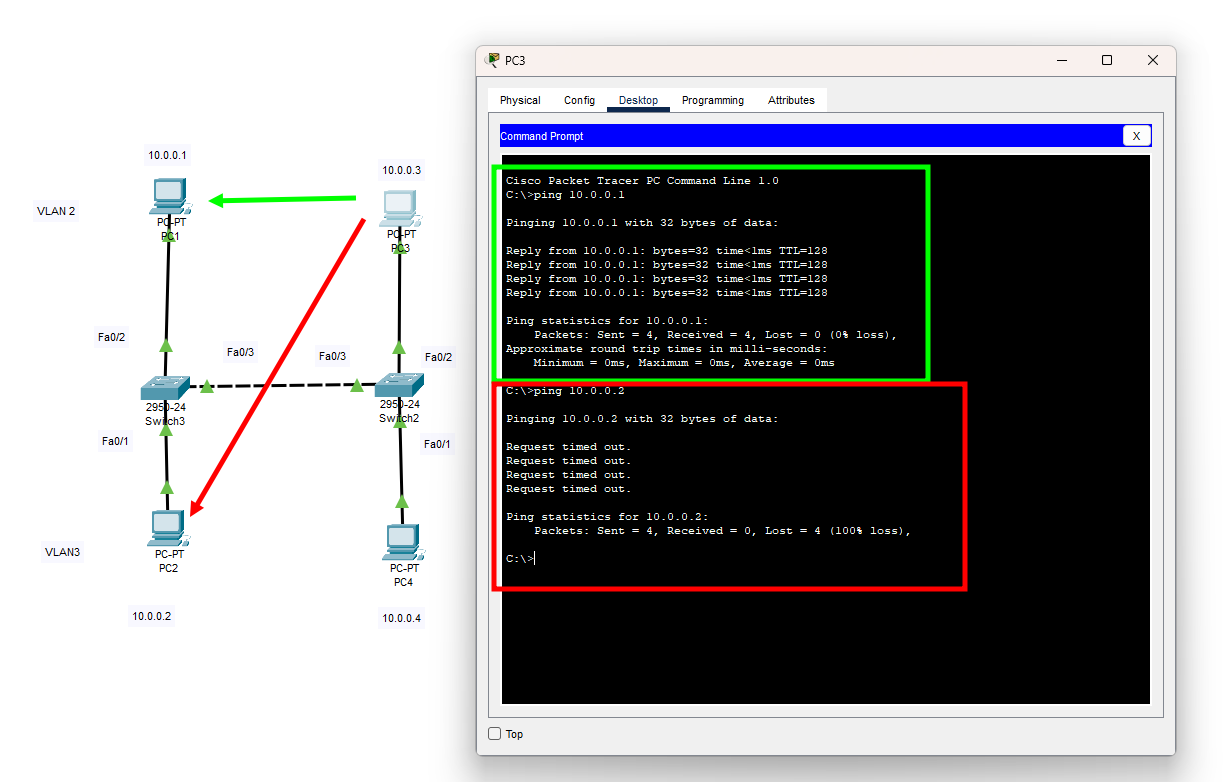 10.0.0.1
10.0.0.3
VLAN 2
PC-PT
PC1
PC-PT
PC3
Fa0/2
Fa0/3
Fa0/3
Fa0/2
2950-24
Switch3
2950-24
Switch2
Fa0/1
Fa0/1
VLAN3
PC-PT
PC2
PC-PT
PC4
10.0.0.2
10.0.0.4
PC3
Physical Config Desktop Programming Attributes
Command Prompt X
Cisco Packet Tracer PC Command Line 1.0
C:\>ping 10.0.0.1
Pinging 10.0.0.1 with 32 bytes of data:
Reply from 10.0.0.1: bytes=32 time<1ms TTL=128
Reply from 10.0.0.1: bytes=32 time<1ms TTL=128
Reply from 10.0.0.1: bytes=32 time<1ms TTL=128
Reply from 10.0.0.1: bytes=32 time<1ms TTL=128
Ping statistics for 10.0.0.1:
Packets: Sent = 4, Received = 4, Lost = 0 (0% loss),
Approximate round trip times in milli-seconds:
Minimum = 0ms, Maximum = 0ms, Average = 0ms
C:\>ping 10.0.0.2
Pinging 10.0.0.2 with 32 bytes of data:
Request timed out.
Request timed out.
Request timed out.
Request timed out.
Ping statistics for 10.0.0.2:
Packets: Sent = 4, Received = 0, Lost = 4 (100% loss),
C:\>
Top